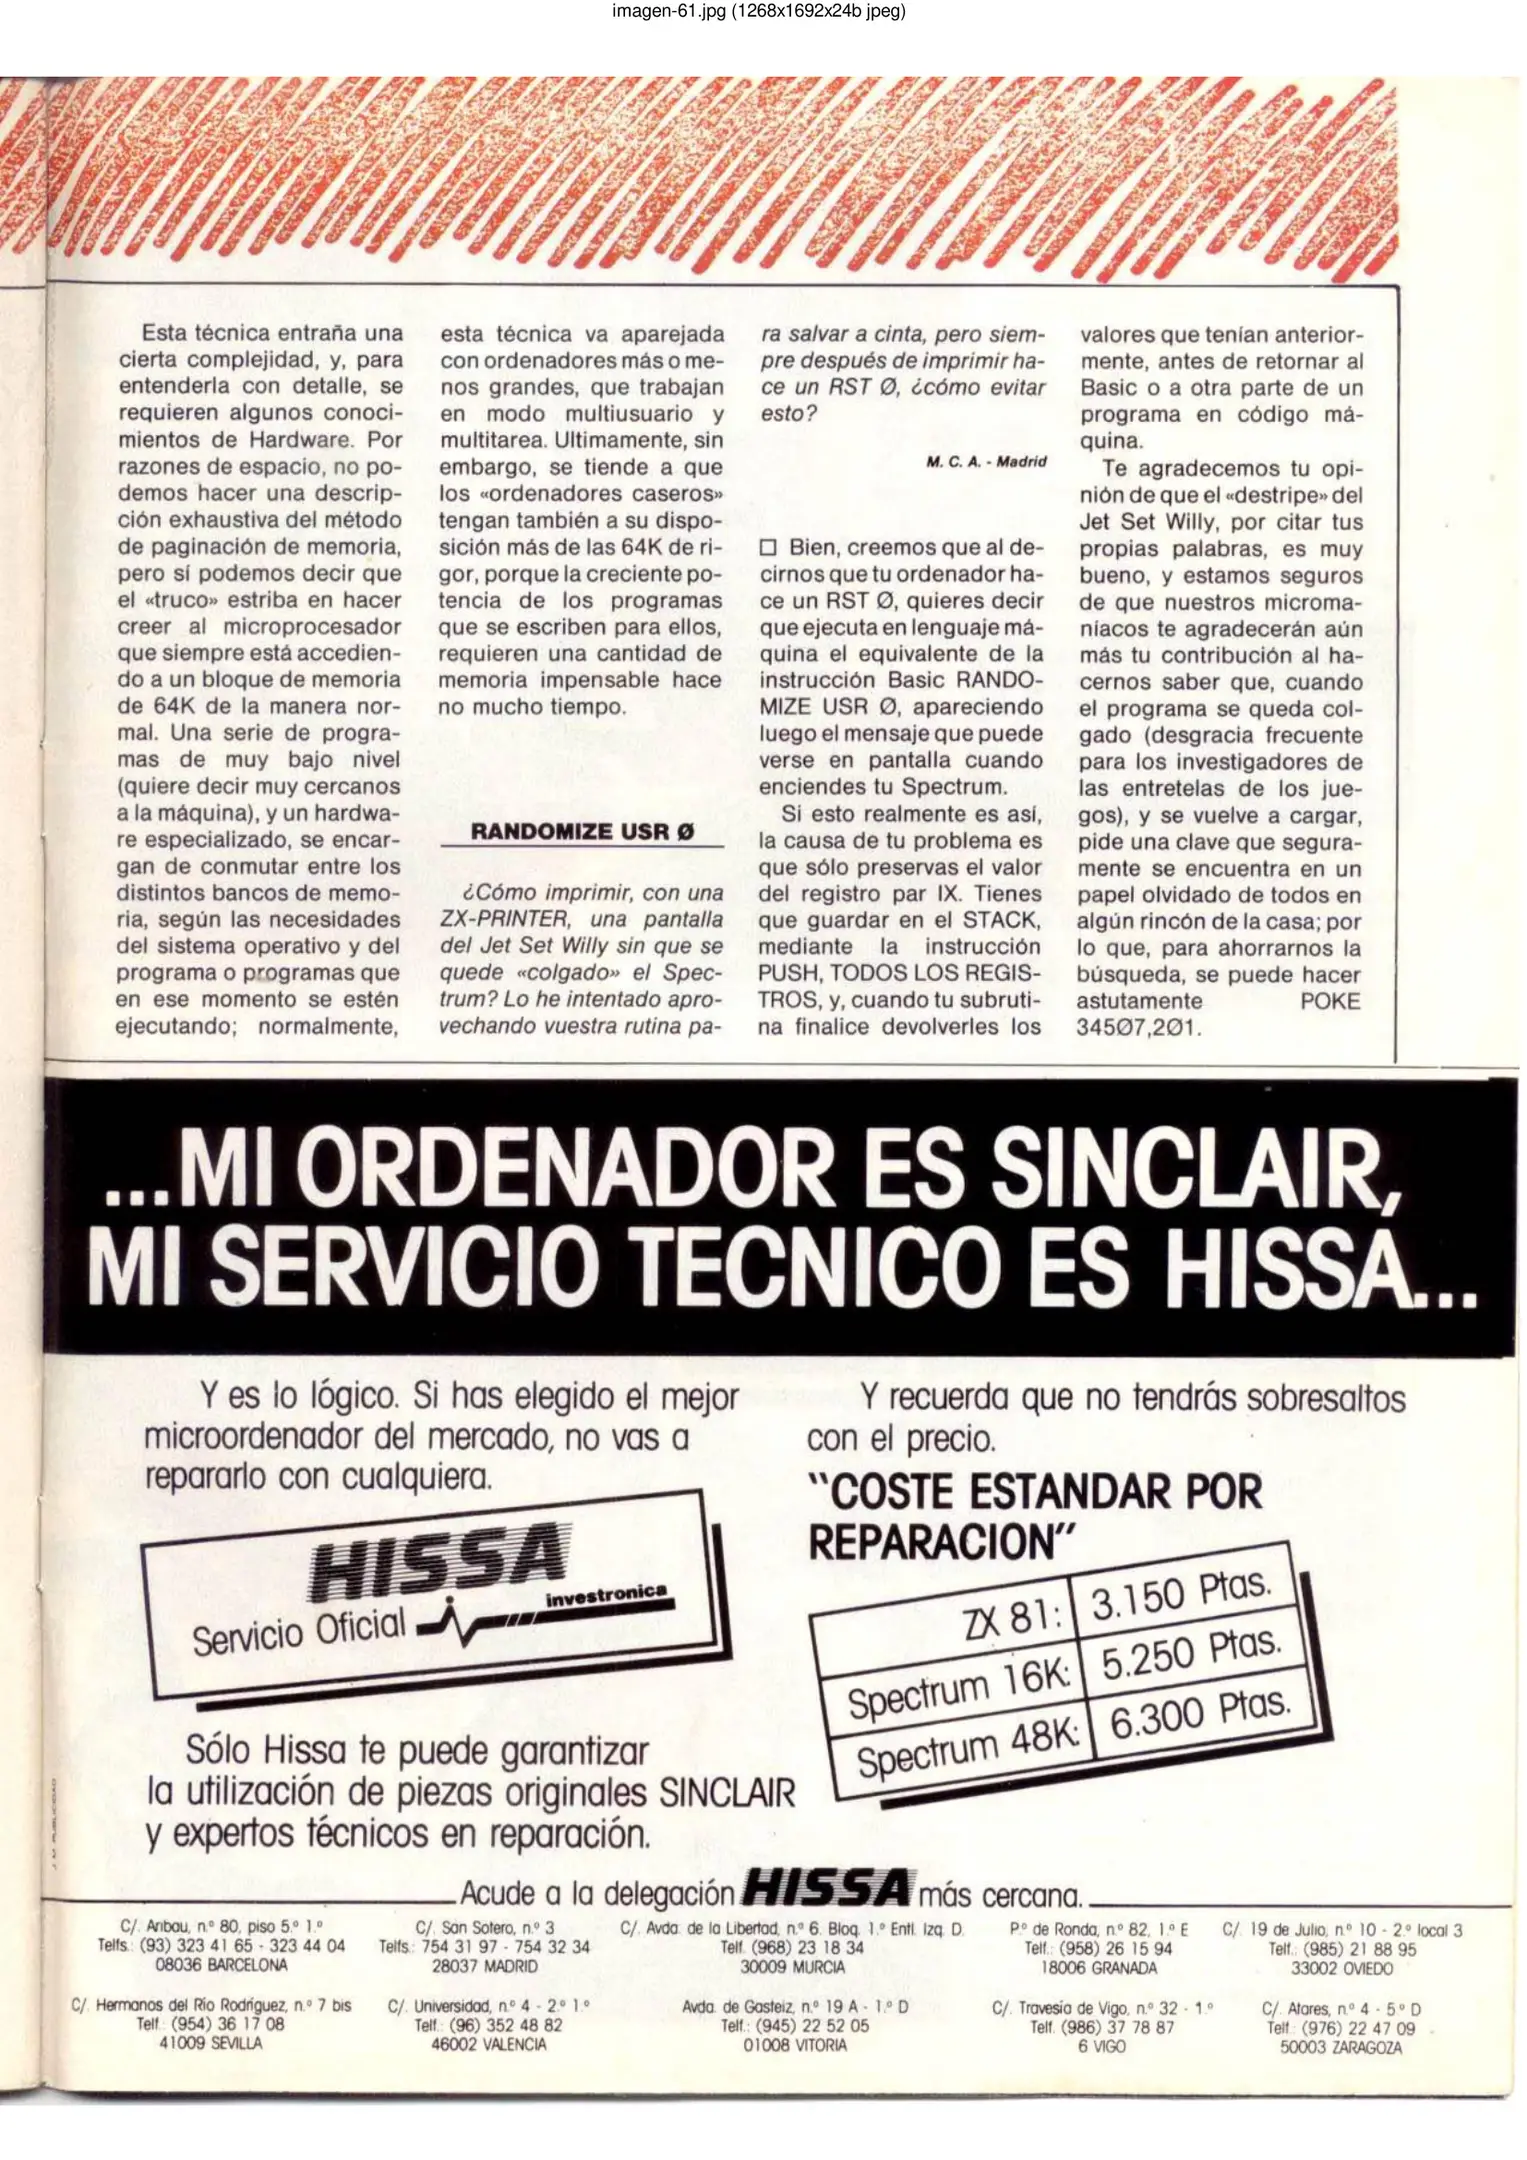 imagen-61.jpg (1268x1692x24b jpeg)
Esta técnica entraña una
cierta complejidad, y, para
entenderla con detalle, se
requieren algunos conoci-
mientos de Hardware. Por
razones de espacio, no po-
demos hacer una descrip-
ción exhaustiva del método
de paginación de memoria,
pero sí podemos decir que
el «truco» estriba en hacer
creer al microprocesador
que siempre está accedien-
do a un bloque de memoria
de 64K de la manera nor-
mal. Una serie de progra-
mas de muy bajo nivel
(quiere decir muy cercanos
a la máquina), y un hardwa-
re especializado, se encar-
gan de conmutar entre los
distintos bancos de memo-
ria, según las necesidades
del sistema operativo y del
programa o programas que
en ese momento se estén
ejecutando; normalmente,
esta técnica va aparejada
con ordenadores más o me-
nos grandes, que trabajan
en modo multiusuario y
multitarea. Ultimamente, sin
embargo, se tiende a que
los «ordenadores caseros»
tengan también a su dispo-
sición más de las 64K de ri-
gor, porque la creciente po-
tencia de los programas
que se escriben para ellos,
requieren una cantidad de
memoria impensable hace
no mucho tiempo.
RANDOMIZE USR Ø
¿Cómo imprimir, con una
ZX-PRINTER, una pantalla
del Jet Set Willy sin que se
quede «colgado» el Spec-
trum? Lo he intentado apro-
vechando vuestra rutina pa-
ra salvar a cinta, pero siem-
pre después de imprimir ha-
ce un RST Ø, ¿cómo evitar
esto?
M. C. A. - Madrid
□ Bien, creemos que al de-
cirnos que tu ordenador ha-
ce un RST Ø, quieres decir
que ejecuta en lenguaje má-
quina el equivalente de la
instrucción Basic RANDO-
MIZE USR Ø, apareciendo
luego el mensaje que puede
verse en pantalla cuando
enciendes tu Spectrum.
Si esto realmente es así,
la causa de tu problema es
que sólo preservas el valor
del registro par IX. Tienes
que guardar en el STACK,
mediante la instrucción
PUSH, TODOS LOS REGIS-
TROS, y, cuando tu subruti-
na finalice devolverles los
valores que tenían anterior-
mente, antes de retornar al
Basic o a otra parte de un
programa en código má-
quina.
Te agradecemos tu opi-
nión de que el «destripe» del
Jet Set Willy, por citar tus
propias palabras, es muy
bueno, y estamos seguros
de que nuestros microma-
níacos te agradecerán aún
más tu contribución al ha-
cernos saber que, cuando
el programa se queda col-
gado (desgracia frecuente
para los investigadores de
las entretelas de los jue-
gos), y se vuelve a cargar,
pide una clave que segura-
mente se encuentra en un
papel olvidado de todos en
algún rincón de la casa; por
lo que, para ahorrarnos la
búsqueda, se puede hacer
astutamente POKE
345Ø7,2Ø1.
...MI ORDENADOR ES SINCLAIR,
MI SERVICIO TECNICO ES HISSA...
Y es lo lógico. Si has elegido el mejor
microordenador del mercado, no vas a
repararlo con cualquiera.
HISSA
investronica
Servicio Oficial
Sólo Hissa te puede garantizar
la utilización de piezas originales SINCLAIR
y expertos técnicos en reparación.
Y recuerda que no tendrás sobresaltos
con el precio.
"COSTE ESTANDAR POR
REPARACION"
ZX 81: 3.150 Ptas.
Spectrum 16K: 5.250 Ptas.
Spectrum 48K: 6.300 Ptas.
Acude a la delegación HISSA más cercana.
C/. Aribau, n.º 80, piso 5.º 1.º
Telfs.: (93) 323 41 65 - 323 44 04
08036 BARCELONA
C/. San Sotero, n.º 3
Telfs.: 754 31 97 - 754 32 34
28037 MADRID
C/. Avda. de la Libertad, n.º 6. Bloq. 1.º Entl. Izq. D.
Telf. (968) 23 18 34
30009 MURCIA
P.º de Ronda, n.º 82, 1.º E
Telf.: (958) 26 15 94
18006 GRANADA
C/. 19 de Julio, n.º 10 - 2.º local 3
Telf.: (985) 21 88 95
33002 OVIEDO
C/. Hermanos del Río Rodríguez, n.º 7 bis
Telf.: (954) 36 17 08
41009 SEVILLA
C/. Universidad, n.º 4 - 2.º 1.º
Telf.: (96) 352 48 82
46002 VALENCIA
Avda. de Gasteiz, n.º 19 A - 1.º D
Telf.: (945) 22 52 05
01008 VITORIA
C/. Travesía de Vigo, n.º 32 - 1.º
Telf. (986) 37 78 87
6 VIGO
C/. Atares, n.º 4 - 5.º D
Telf.: (976) 22 47 09
50003 ZARAGOZA